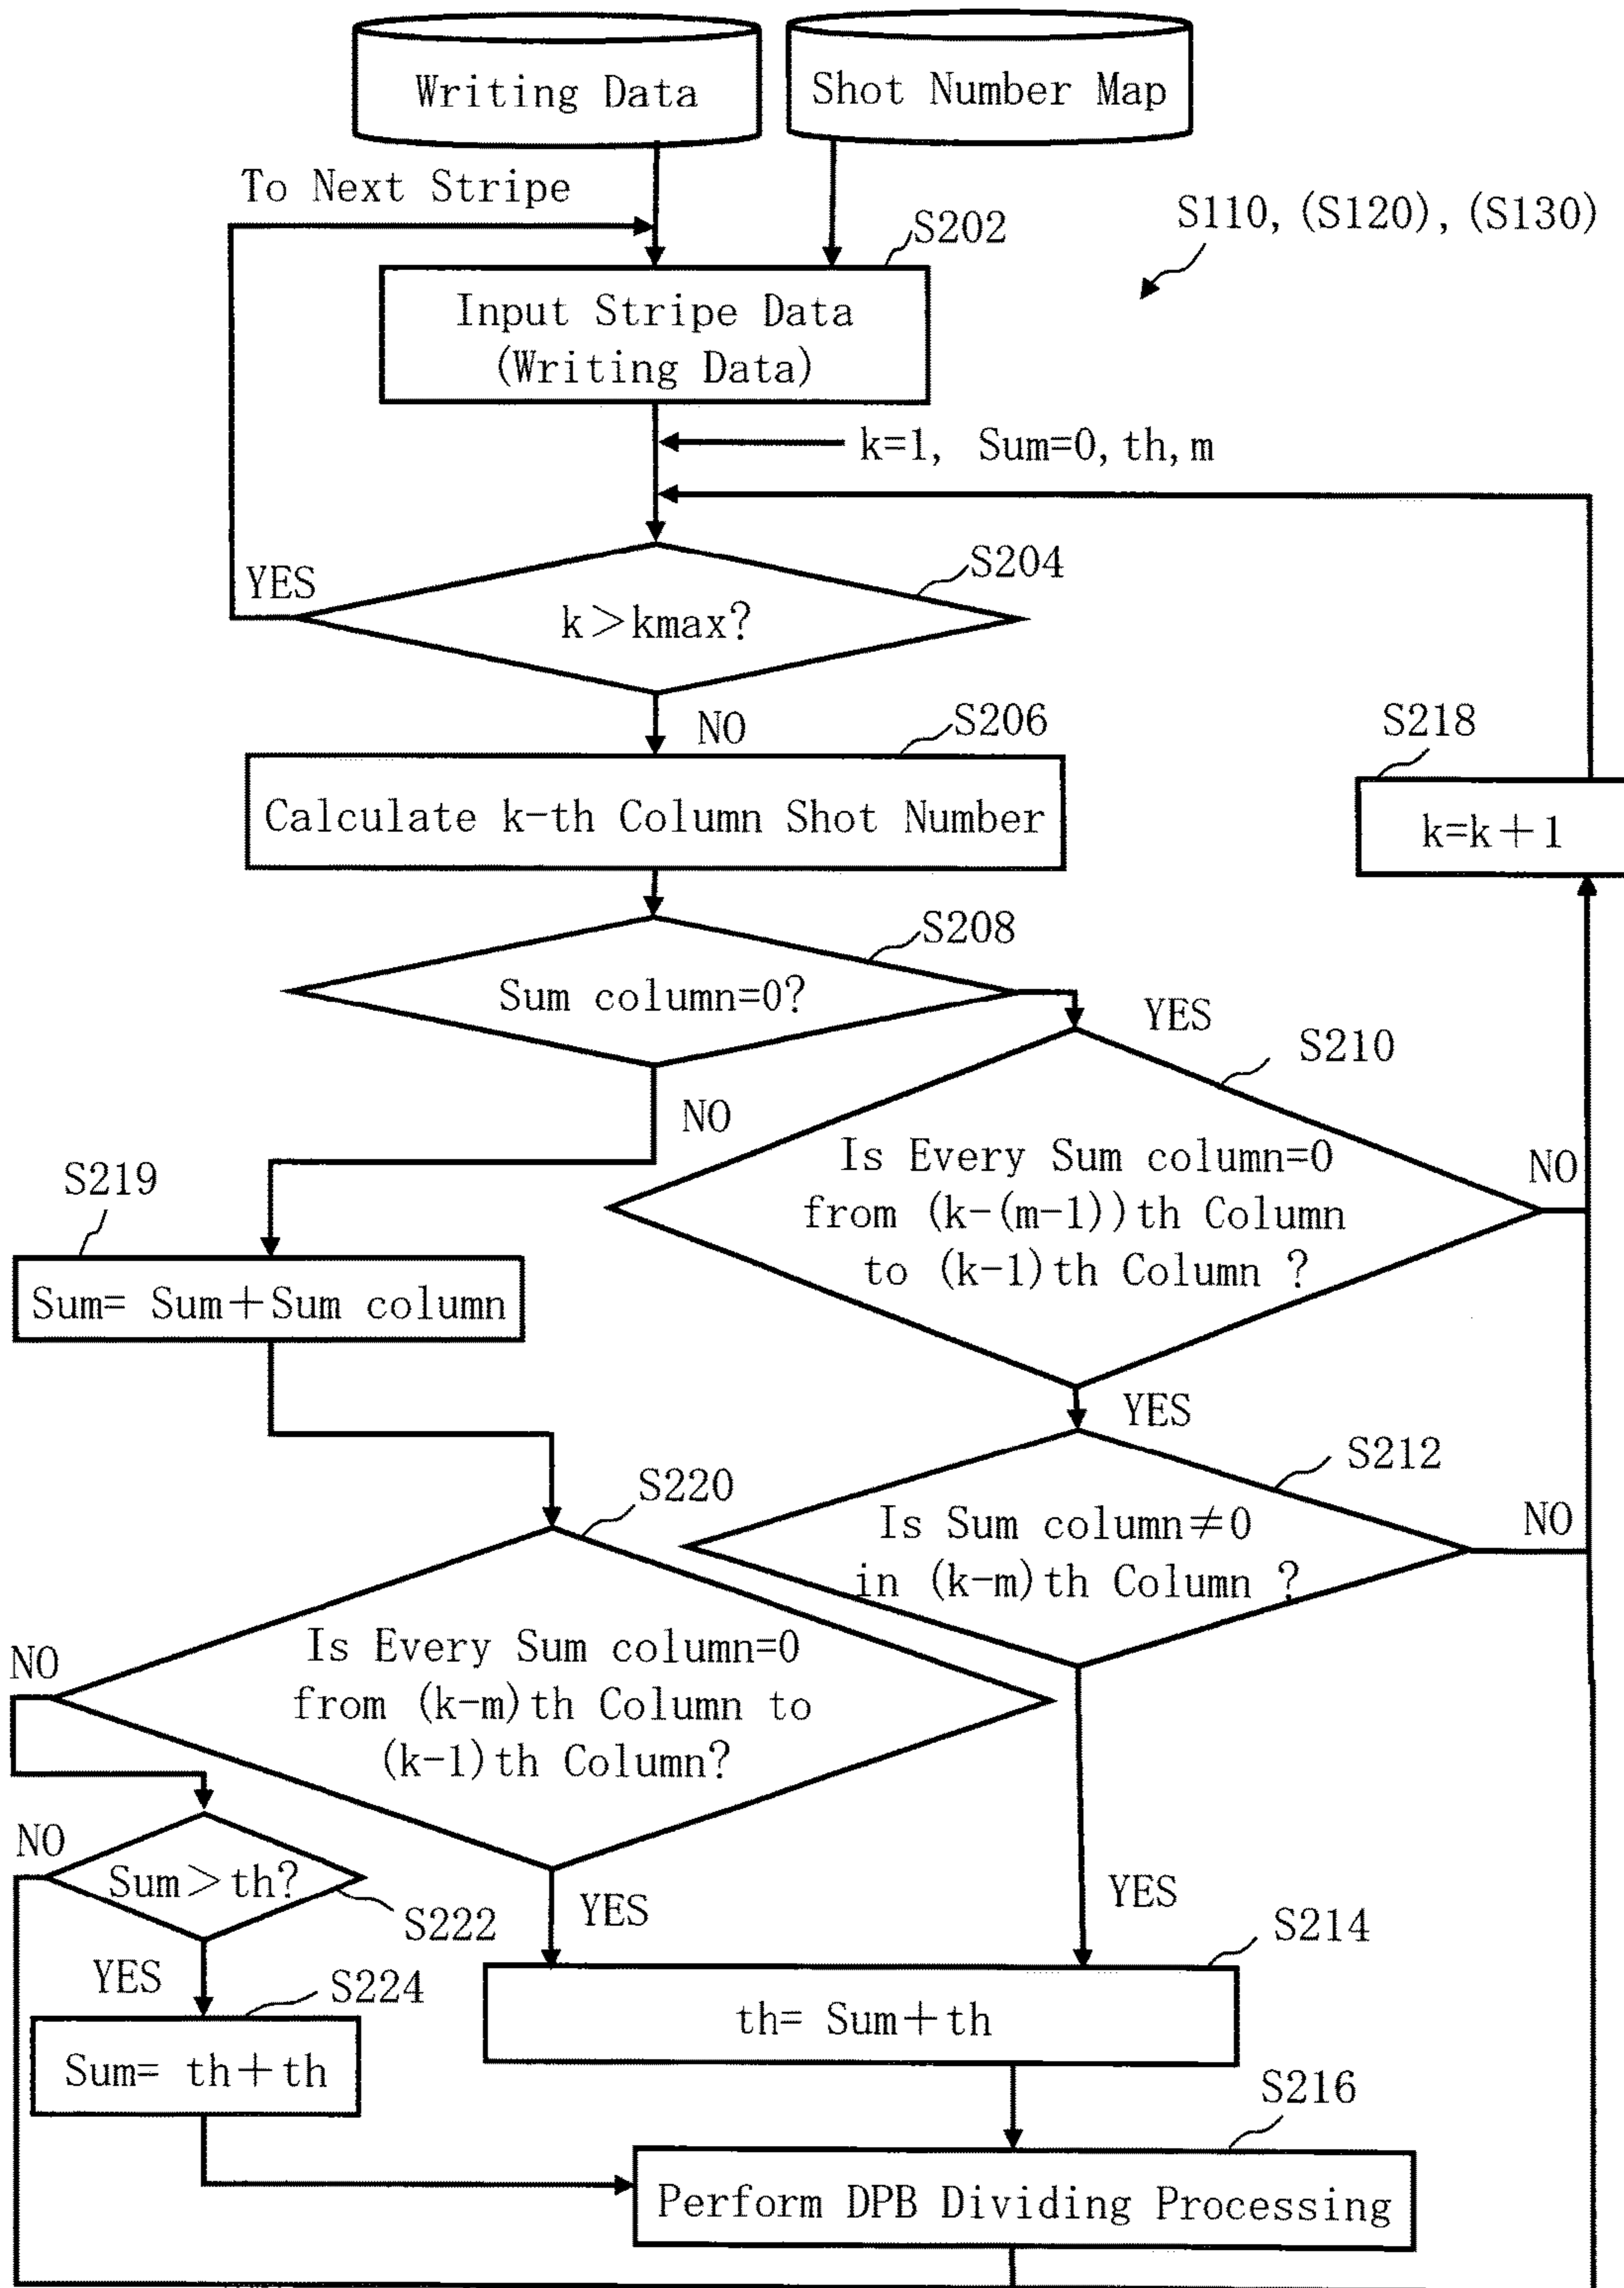 Writing Data
Shot Number Map
To Next Stripe
S110, (S120), (S130)
S202
Input Stripe Data
(Writing Data)
k=1, Sum=0, th, m
S204
YES
k＞kmax?
NO
S206
S218
Calculate k-th Column Shot Number
k=k+1
S208
Sum column=0?
YES
S210
NO
Is Every Sum column=0
from (k-(m-1))th Column
to (k-1)th Column ?
NO
S219
Sum= Sum+Sum column
YES
S212
S220
Is Sum column≠0
in (k-m)th Column ?
NO
Is Every Sum column=0
from (k-m)th Column to
(k-1)th Column?
NO
NO
Sum＞th?
S222
YES
YES
S214
YES
S224
th= Sum+th
Sum= th+th
S216
Perform DPB Dividing Processing